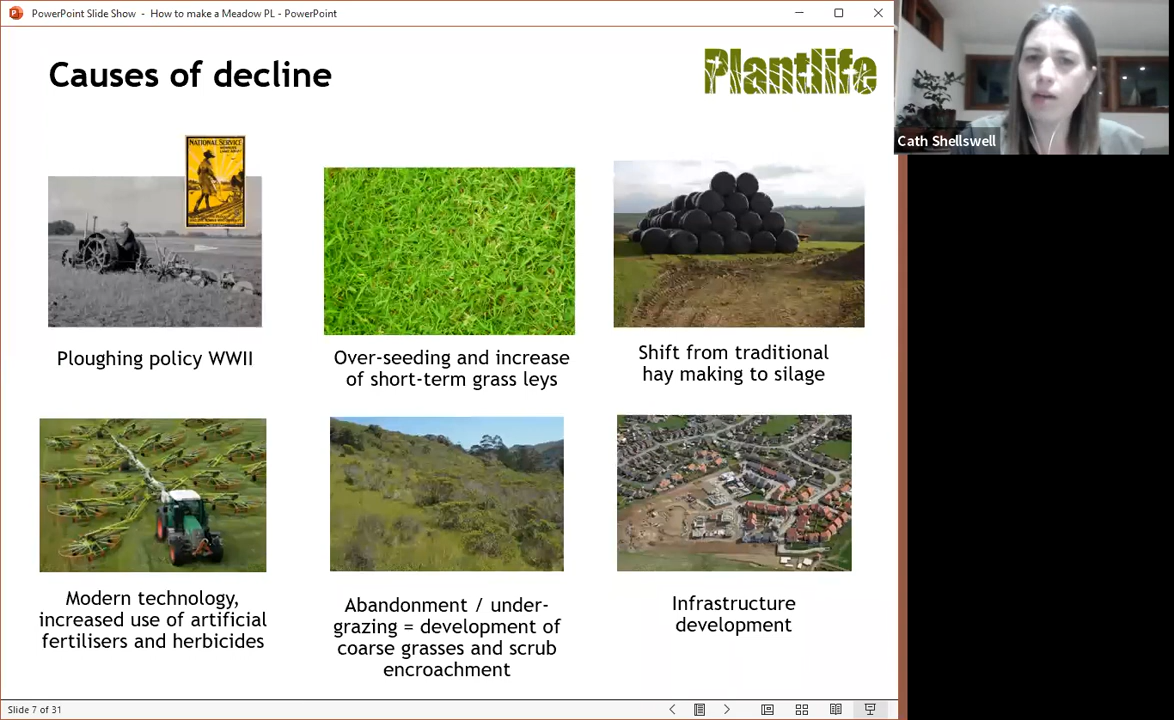 PowerPoint Slide Show - How to make a Meadow PL - PowerPoint
Causes of decline
Plantlife
Cath Shellswell
NATIONAL SERVICE
Ploughing policy WWII
Over-seeding and increase
of short-term grass leys
Shift from traditional
hay making to silage
Modern technology,
increased use of artificial
fertilisers and herbicides
Abandonment / under-
grazing = development of
coarse grasses and scrub
encroachment
Infrastructure
development
Slide 7 of 31